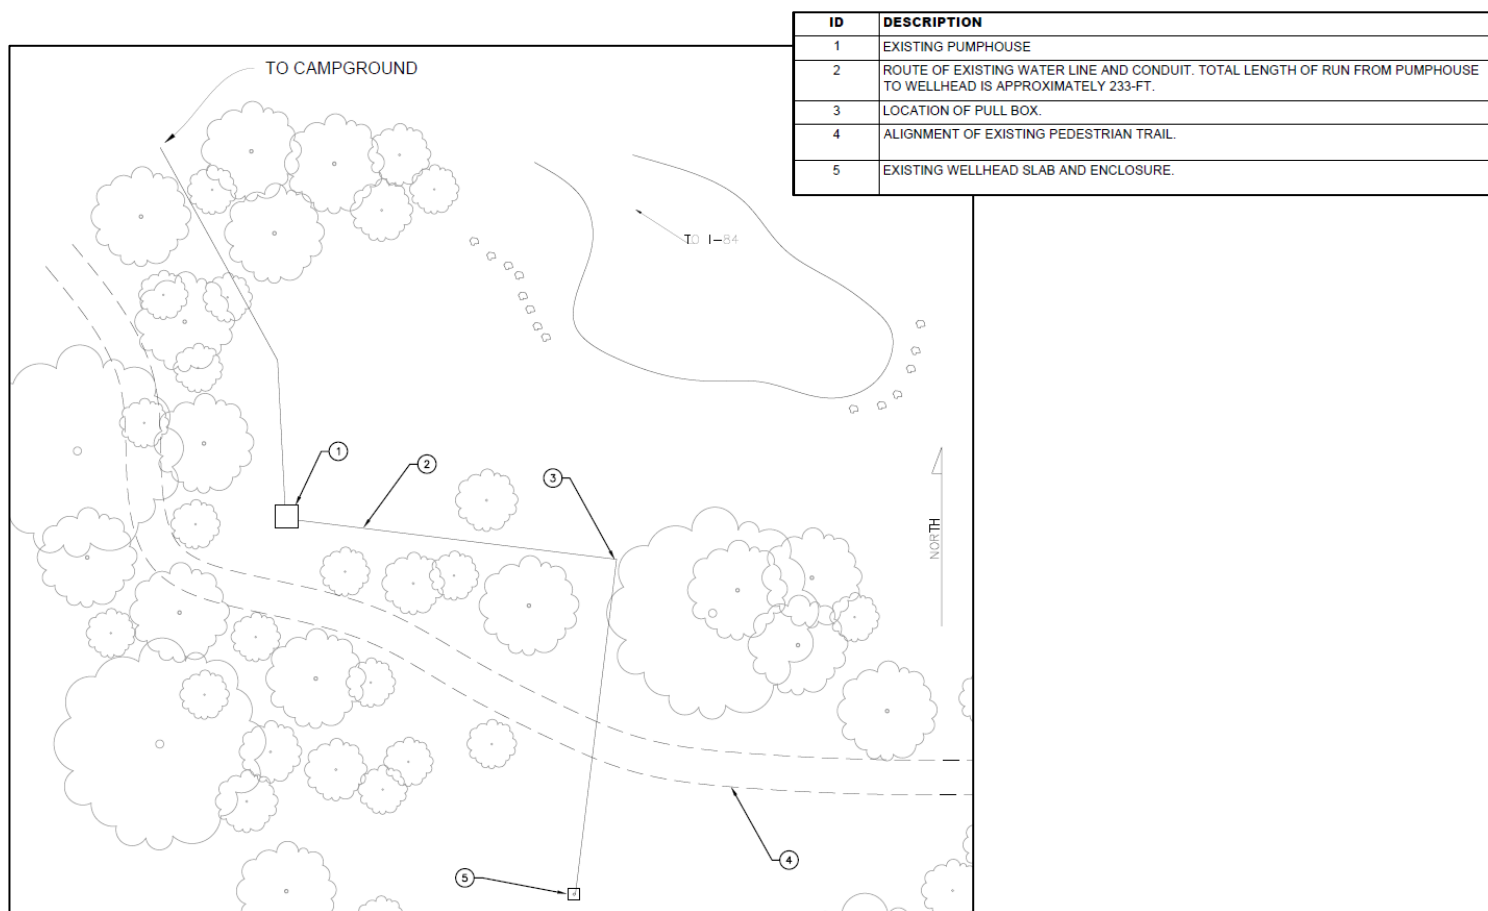 ID DESCRIPTION
1 EXISTING PUMPHOUSE
2 ROUTE OF EXISTING WATER LINE AND CONDUIT. TOTAL LENGTH OF RUN FROM PUMPHOUSE
TO WELLHEAD IS APPROXIMATELY 233-FT.
3 LOCATION OF PULL BOX.
4 ALIGNMENT OF EXISTING PEDESTRIAN TRAIL.
5 EXISTING WELLHEAD SLAB AND ENCLOSURE.
TO CAMPGROUND
TO I-84
1
2
3
NORTH
4
5